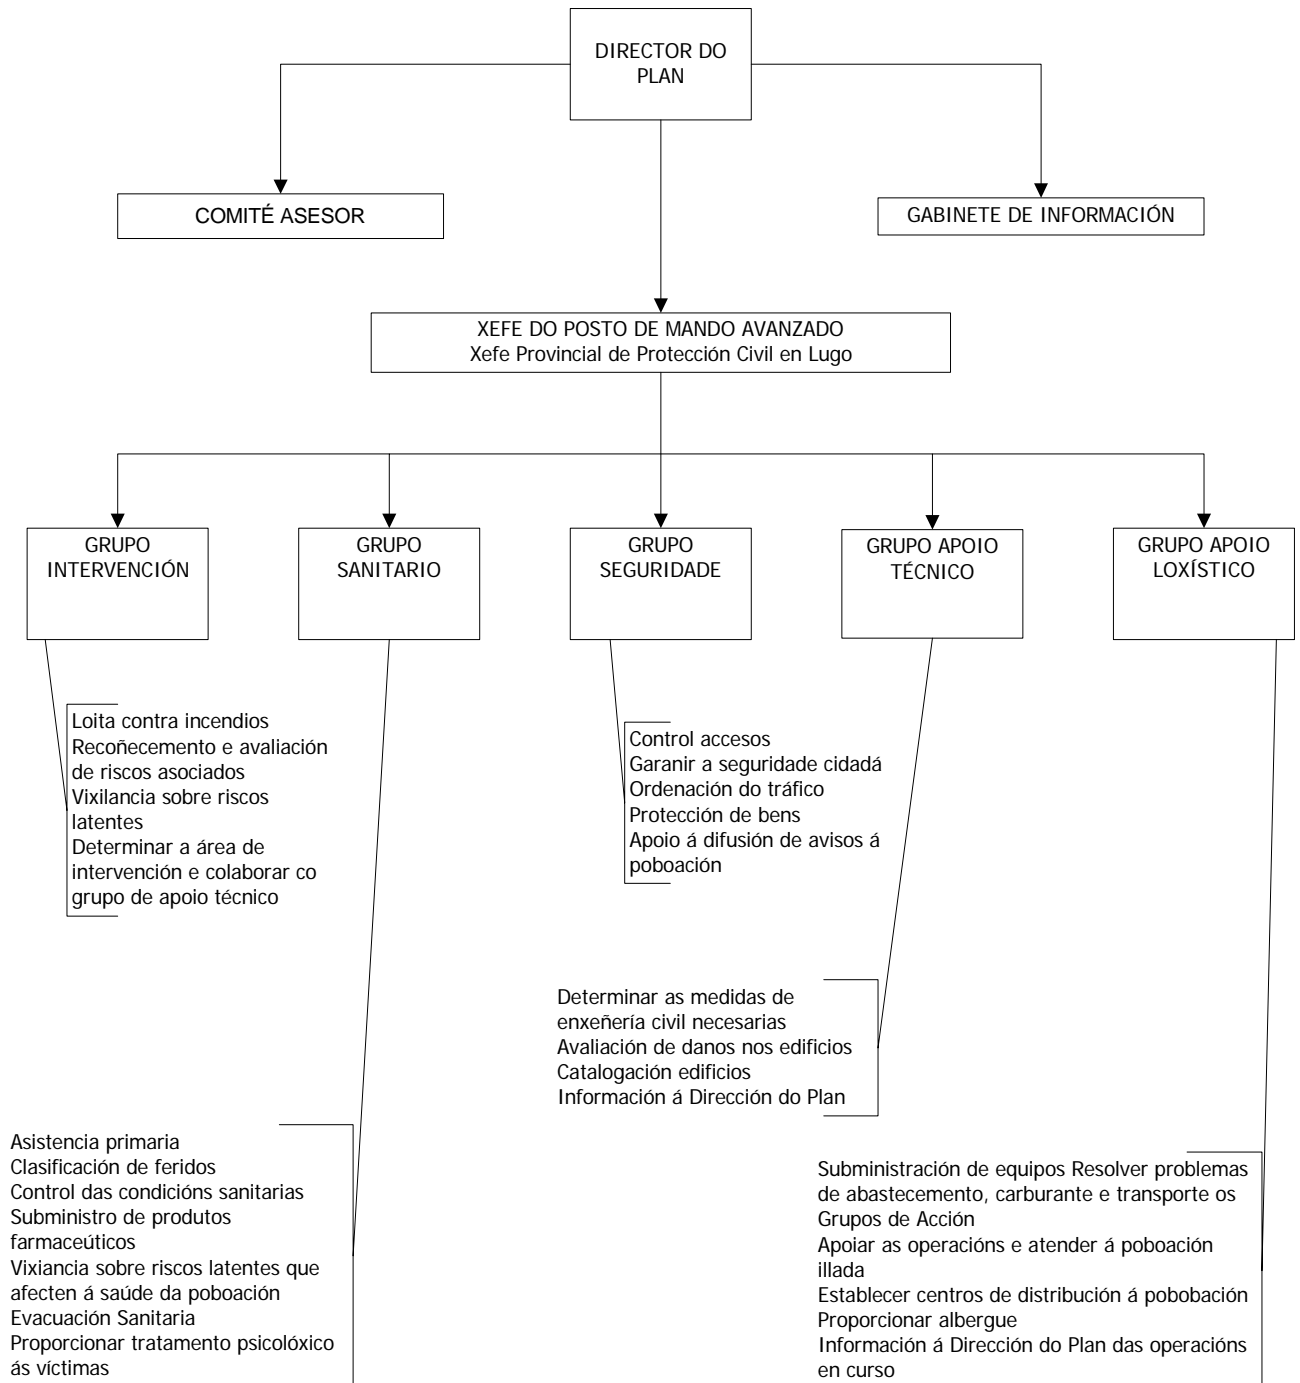 DIRECTOR DO
PLAN
COMITÉ ASESOR
GABINETE DE INFORMACIÓN
XEFE DO POSTO DE MANDO AVANZADO
Xefe Provincial de Protección Civil en Lugo
GRUPO
INTERVENCIÓN
GRUPO
SANITARIO
GRUPO
SEGURIDADE
GRUPO APOIO
TÉCNICO
GRUPO APOIO
LOXÍSTICO
Loita contra incendios
Recoñecemento e avaliación
de riscos asociados
Vixilancia sobre riscos
latentes
Determinar a área de
intervención e colaborar co
grupo de apoio técnico
Control accesos
Garanir a seguridade cidadá
Ordenación do tráfico
Protección de bens
Apoio á difusión de avisos á
poboación
Determinar as medidas de
enxeñería civil necesarias
Avaliación de danos nos edificios
Catalogación edificios
Información á Dirección do Plan
Asistencia primaria
Clasificación de feridos
Control das condicións sanitarias
Subministro de produtos
farmaceúticos
Vixiancia sobre riscos latentes que
afecten á saúde da poboación
Evacuación Sanitaria
Proporcionar tratamento psicolóxico
ás víctimas
Subministración de equipos Resolver problemas
de abastecemento, carburante e transporte os
Grupos de Acción
Apoiar as operacións e atender á poboación
illada
Establecer centros de distribución á pobobación
Proporcionar albergue
Información á Dirección do Plan das operacións
en curso